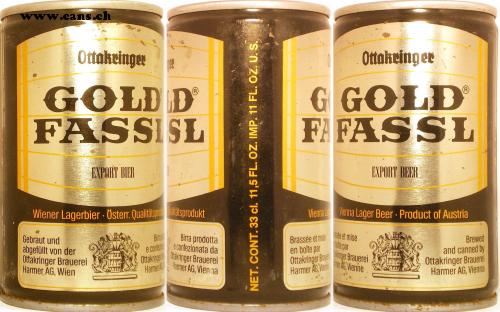 www.cans.ch
Ottakringer
GOLD
FASSL
EXPORT BIER
Wiener Lagerbier · Österr. Qualitätsprodukt
Gebraut und
abgefüllt von der
Ottakringer Brauerei
Harmer AG, Wien
Birra prodotta
e confezionata da
Ottakringer Brauerei
Harmer AG, Vienna
NET. CONT. 33 cl. 11,5 FL. OZ. IMP. 11 FL. OZ. U. S.
Brassée et mise
en boîte par
Ottakringer Brauerei
Harmer AG, Vienne
Ottakringer
GOLD®
FASSL
EXPORT BEER
Vienna Lager Beer · Product of Austria
Brewed
and canned by
Ottakringer Brauerei
Harmer AG, Vienna